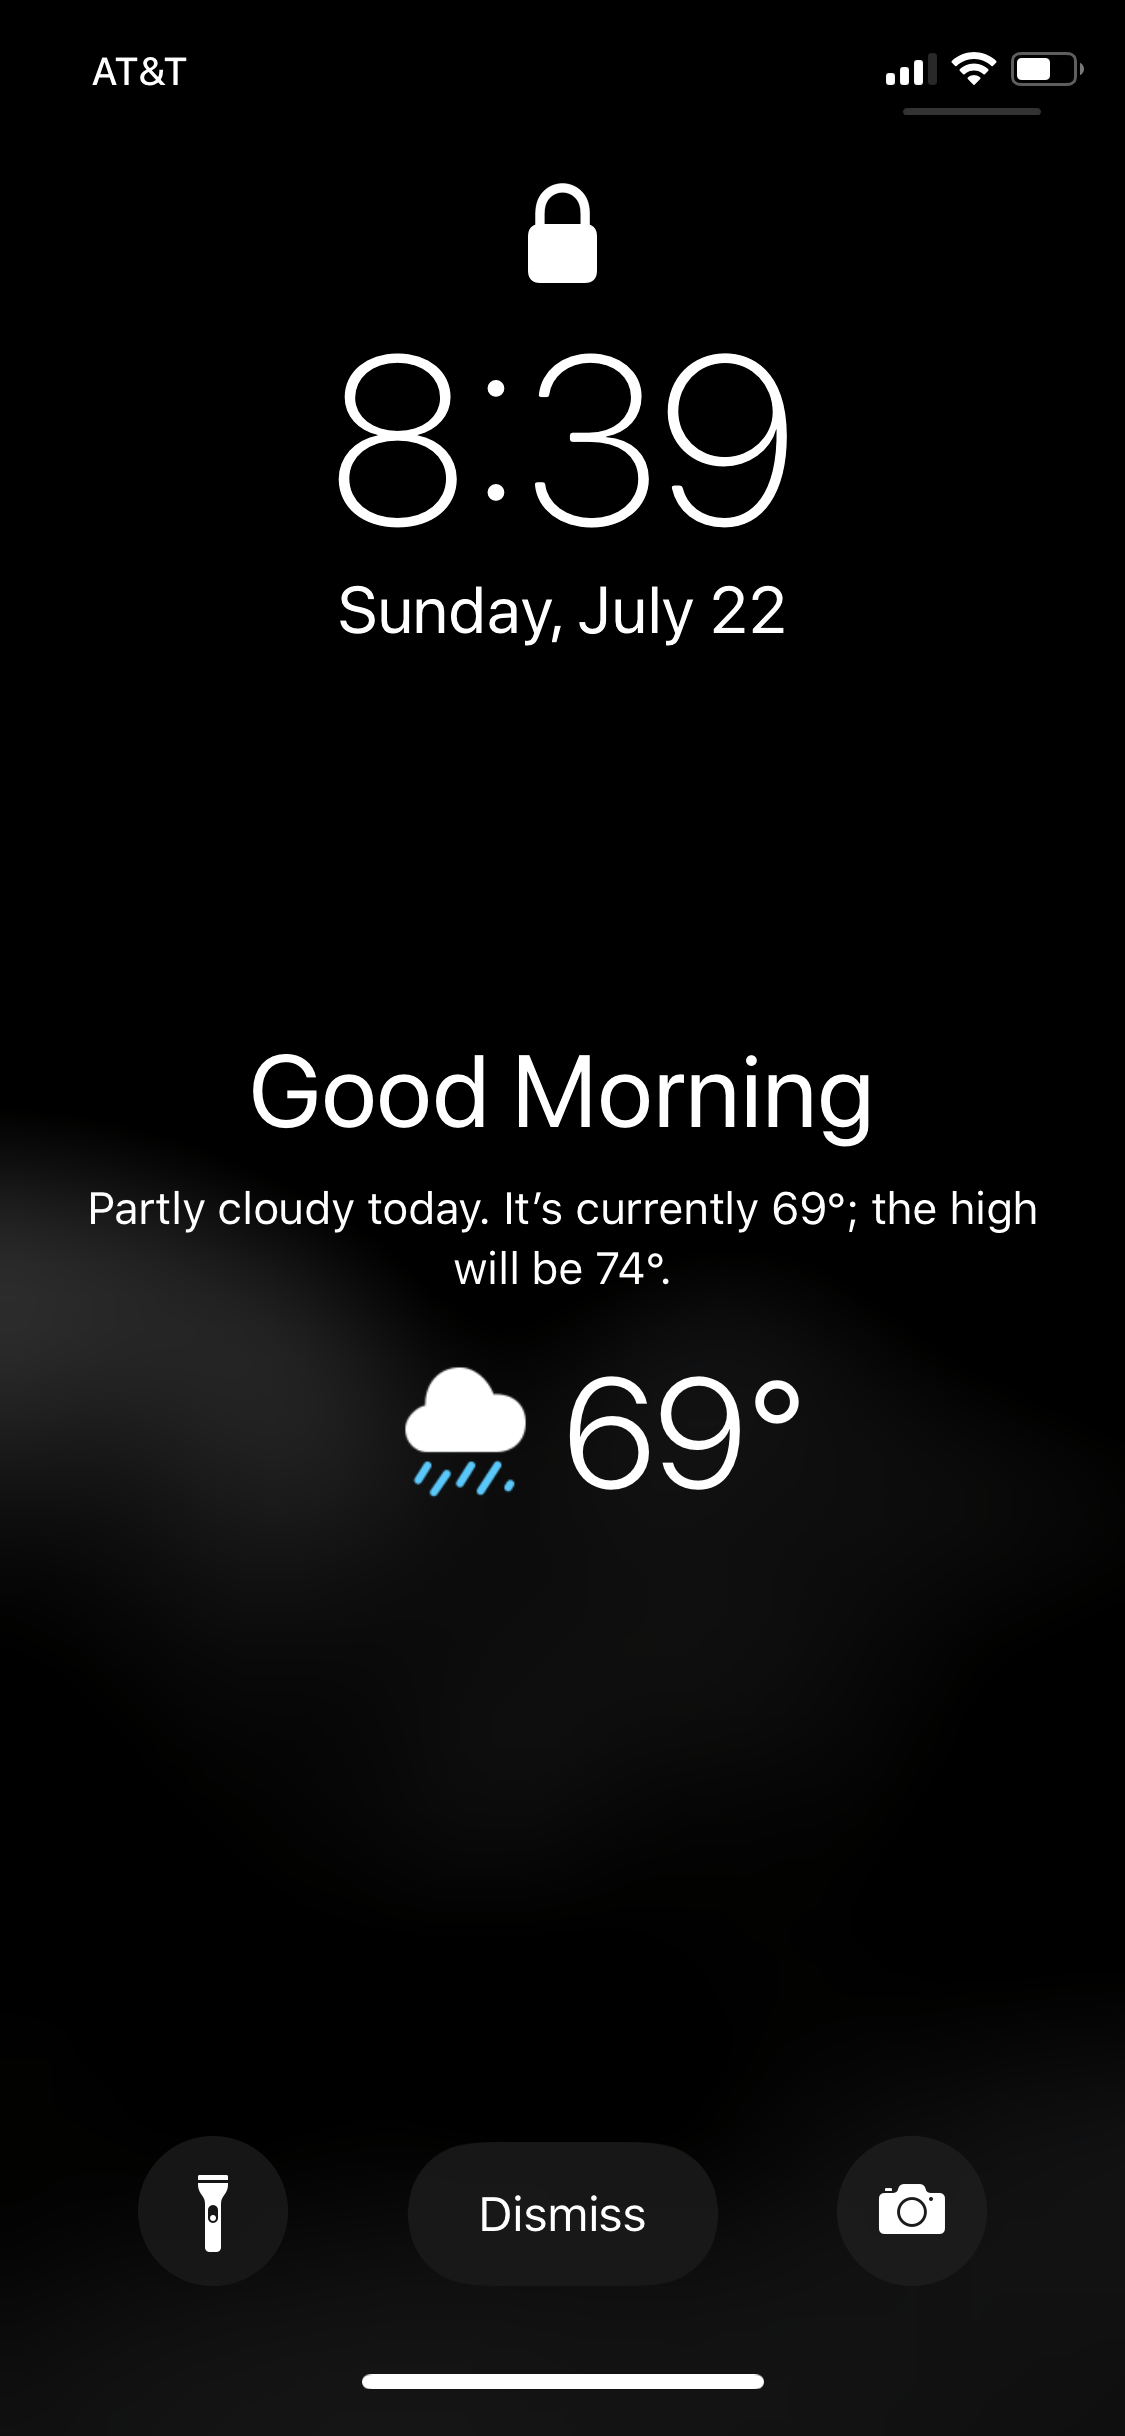 AT&T
8:39
Sunday, July 22
Good Morning
Partly cloudy today. It’s currently 69°; the high
will be 74°.
69°
Dismiss